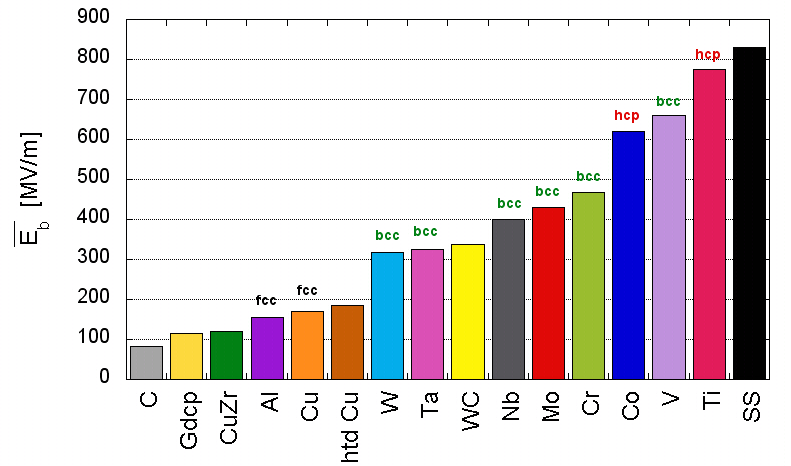 900
800
700
600
500
400
300
200
100
0
E̅b [MV/m]
fcc
fcc
bcc
bcc
bcc
bcc
bcc
hcp
bcc
hcp
C
Gdcp
CuZr
Al
Cu
htd Cu
W
Ta
WC
Nb
Mo
Cr
Co
V
Ti
SS